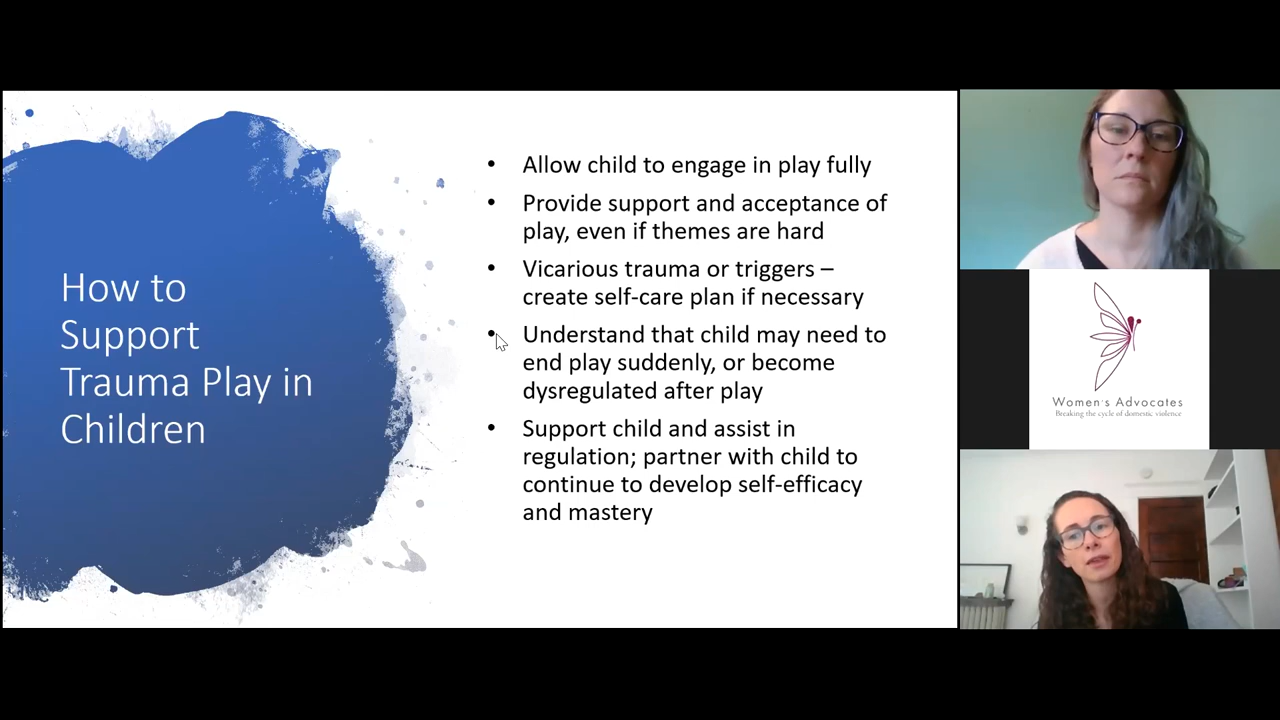 How to
Support
Trauma Play in
Children
• Allow child to engage in play fully
• Provide support and acceptance of
play, even if themes are hard
• Vicarious trauma or triggers –
create self-care plan if necessary
• Understand that child may need to
end play suddenly, or become
dysregulated after play
• Support child and assist in
regulation; partner with child to
continue to develop self-efficacy
and mastery
Women's Advocates
Breaking the cycle of domestic violence